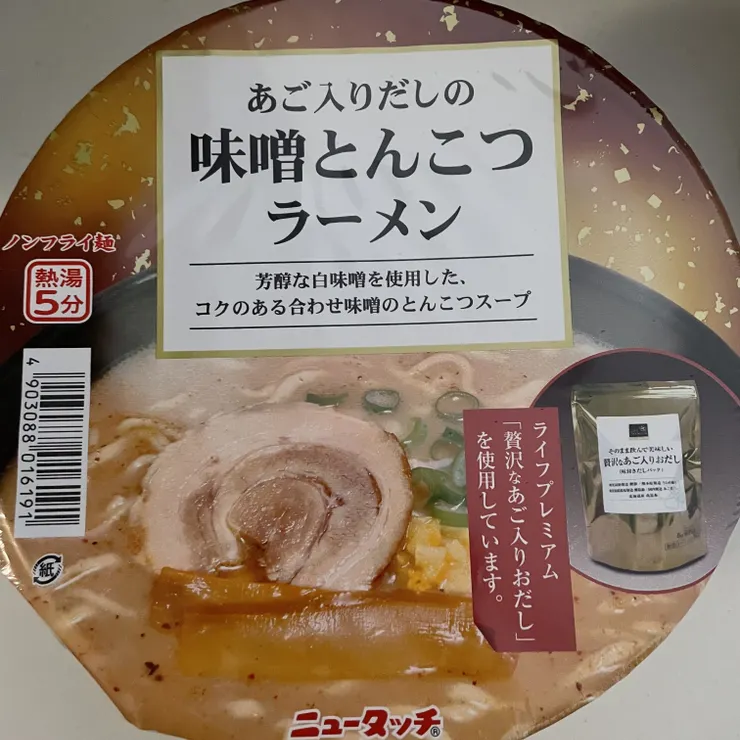 あご入りだしの
味噌とんこつ
ラーメン
芳醇な白味噌を使用した、
コクのある合わせ味噌のとんこつスープ
ノンフライ麺
熱湯
5分
4903088016191
紙
ライフプレミアム
「贅沢なあご入りおだし」
を使用しています。
そのまま飲んで美味しい
贅沢なあご入りおだし
ニュータッチ®